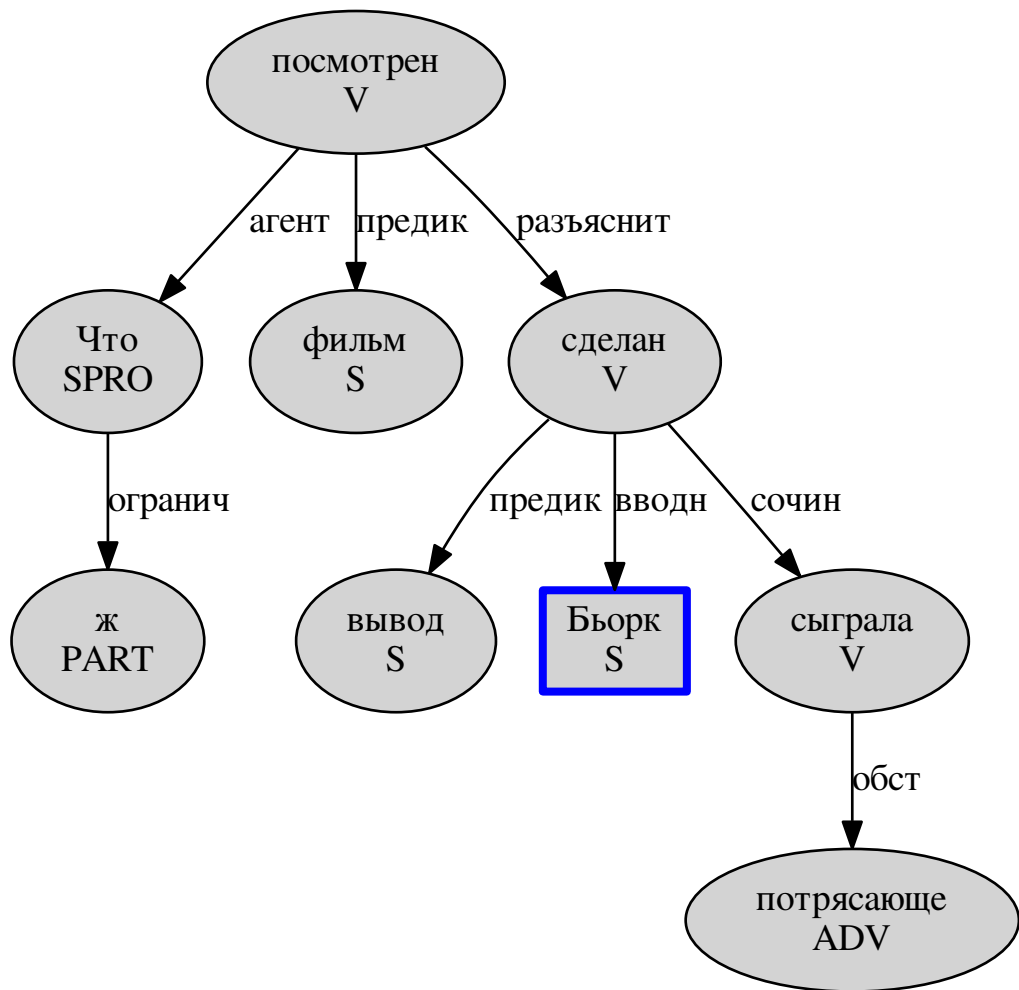 посмотрен
V
агент
предик
разъяснит
Что
SPRO
фильм
S
сделан
V
огранич
предик
вводн
сочин
ж
PART
вывод
S
Бьорк
S
сыграла
V
обст
потрясающе
ADV